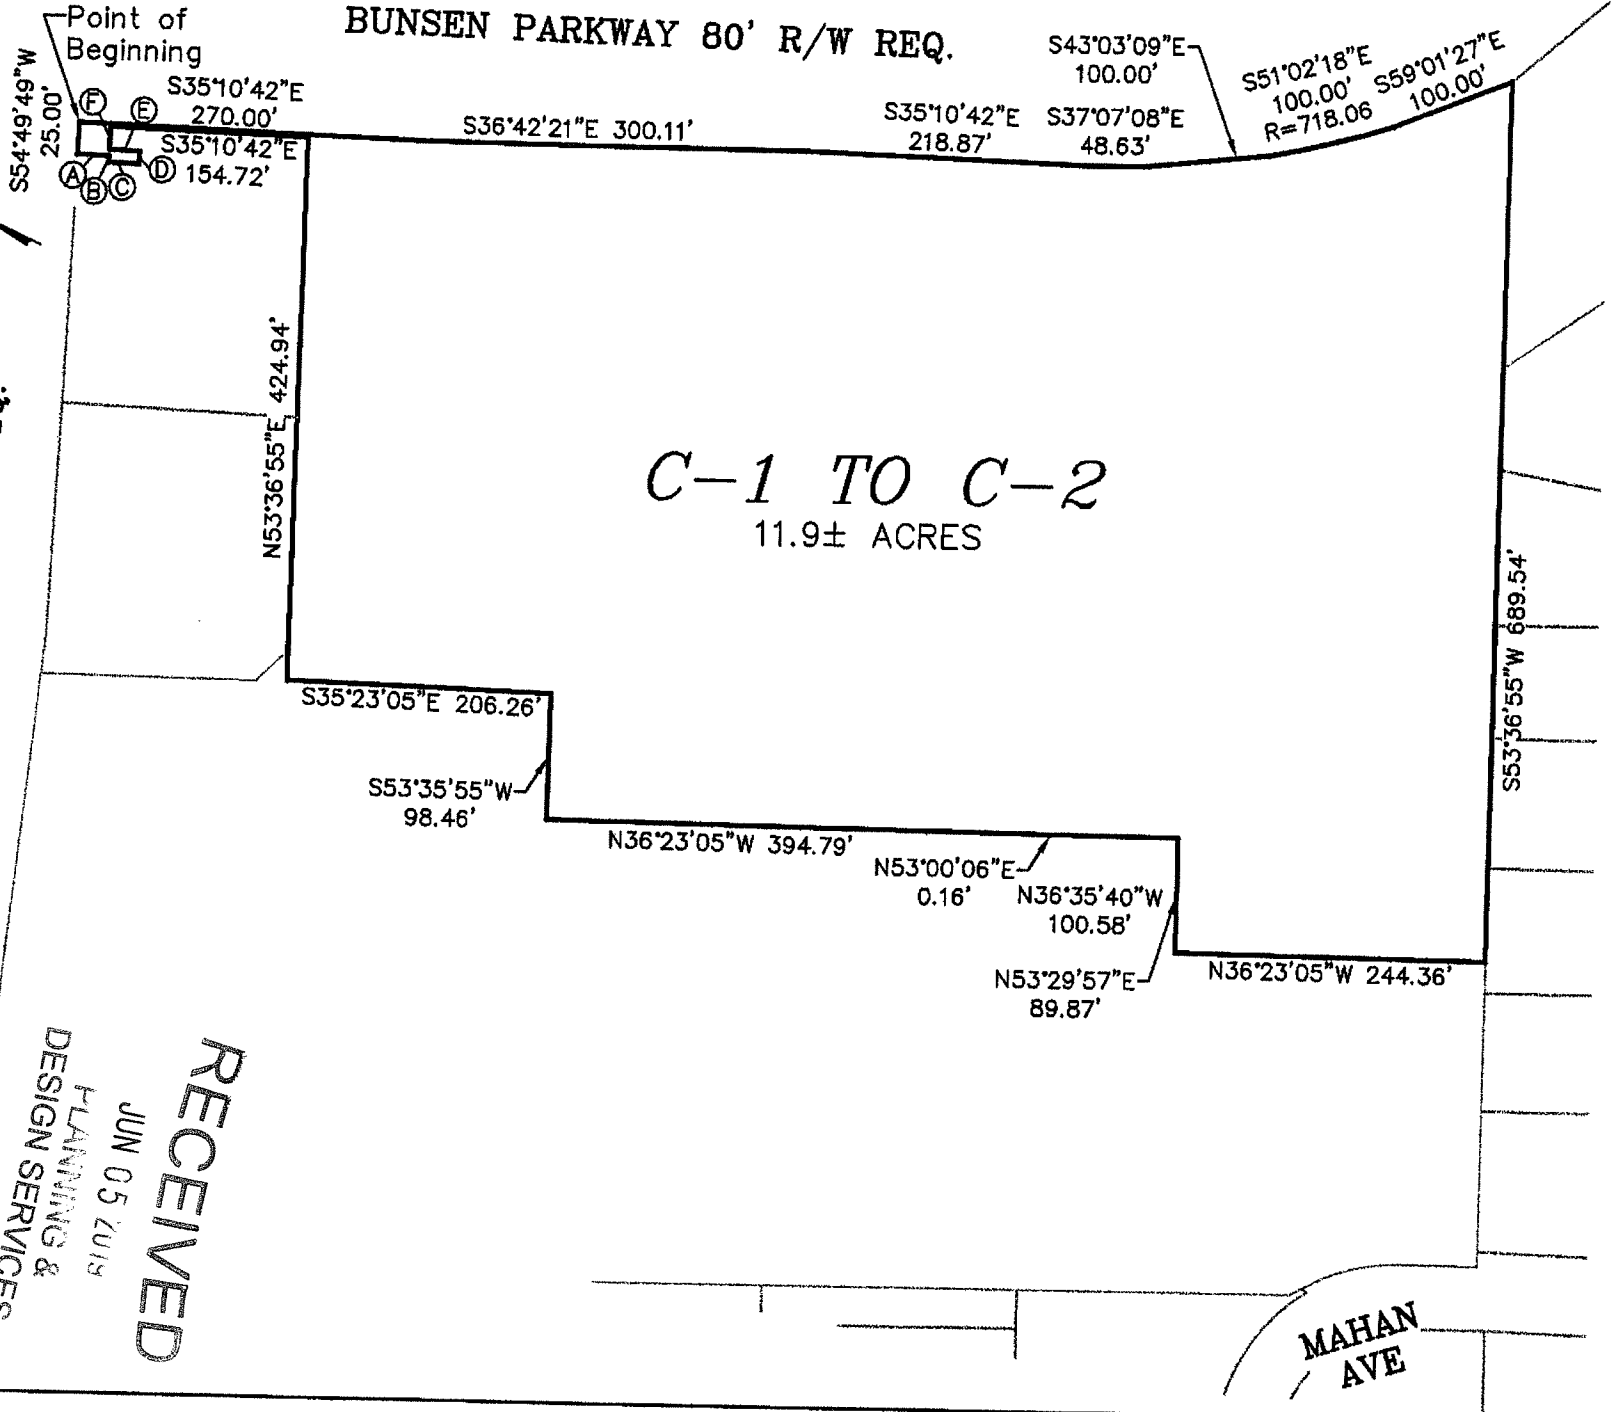 Point of
Beginning
BUNSEN PARKWAY 80' R/W REQ.
S54°49'49"W
25.00'
F
E
A
B
C
D
S35°10'42"E
270.00'
S35°10'42"E
154.72'
S36°42'21"E 300.11'
S35°10'42"E
218.87'
S37°07'08"E
48.63'
S43°03'09"E
100.00'
S51°02'18"E
100.00'
R=718.06
S59°01'27"E
100.00'
N53°36'55"E 424.94'
C-1 TO C-2
11.9± ACRES
S53°36'55"W 689.54'
S35°23'05"E 206.26'
S53°35'55"W
98.46'
N36°23'05"W 394.79'
N53°00'06"E
0.16'
N36°35'40"W
100.58'
N53°29'57"E
89.87'
N36°23'05"W 244.36'
RECEIVED
JUN 05 2019
PLANNING &
DESIGN SERVICES
MAHAN
AVE